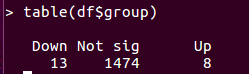 > table(df$group)
Down Not sig Up
13 1474 8